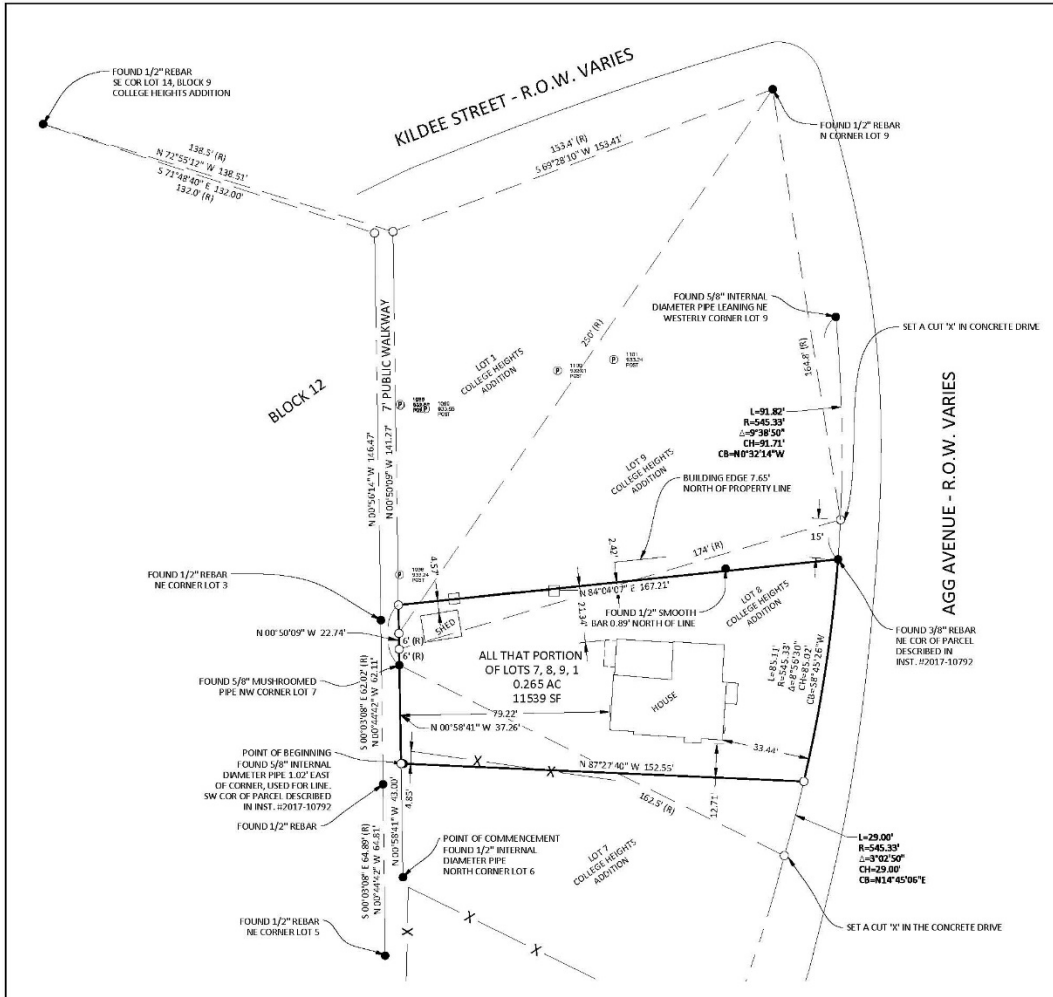 FOUND 1/2" REBAR
SE COR LOT 14, BLOCK 9
COLLEGE HEIGHTS ADDITION
KILDEE STREET - R.O.W. VARIES
138.5' (R)
N 72°55'12" W 138.51'
S 71°48'40" E 132.00'
132.0' (R)
153.4' (R)
S 69°28'10" W 153.41'
FOUND 1/2" REBAR
N CORNER LOT 9
FOUND 5/8" INTERNAL
DIAMETER PIPE LEANING NE
WESTERLY CORNER LOT 9
SET A CUT 'X' IN CONCRETE DRIVE
7' PUBLIC WALKWAY
BLOCK 12
LOT 1
COLLEGE HEIGHTS
ADDITION
250' (R)
164.8' (R)
P
POST
P
1101
933.24
POST
P
P
1090
POST
N 00°56'14" W 146.47'
N 00°50'09" W 141.27'
L=91.82'
R=545.33'
Δ=9°38'50"
CH=91.71'
CB=N0°32'14"W
LOT 9
COLLEGE HEIGHTS
ADDITION
BUILDING EDGE 7.65'
NORTH OF PROPERTY LINE
AGG AVENUE - R.O.W. VARIES
174' (R)
15'
2.42'
4.57'
P
933.24
POST
FOUND 1/2" REBAR
NE CORNER LOT 3
N 84°04'07" E 167.21'
LOT 8
COLLEGE HEIGHTS
ADDITION
FOUND 1/2" SMOOTH
BAR 0.89' NORTH OF LINE
21.34'
SHED
N 00°50'09" W 22.74'
6' (R)
6' (R)
FOUND 3/8" REBAR
NE COR OF PARCEL
DESCRIBED IN
INST. #2017-10792
ALL THAT PORTION
OF LOTS 7, 8, 9, 1
0.265 AC
11539 SF
FOUND 5/8" MUSHROOMED
PIPE NW CORNER LOT 7
S 00°03'08" E 62.02' (R)
N 00°44'42" W 62.11'
L=85.11'
R=545.33'
Δ=8°56'30"
CH=85.02'
CB=S8°45'26"W
HOUSE
79.22'
N 00°58'41" W 37.26'
33.44'
POINT OF BEGINNING
FOUND 5/8" INTERNAL
DIAMETER PIPE 1.02' EAST
OF CORNER, USED FOR LINE.
SW COR OF PARCEL DESCRIBED
IN INST. #2017-10792
N 87°27'40" W 152.55'
X
X
4.85'
12.71'
162.5' (R)
FOUND 1/2" REBAR
N 00°58'41" W 43.00'
S 00°03'08" E 64.89' (R)
N 00°44'42" W 64.81'
POINT OF COMMENCEMENT
FOUND 1/2" INTERNAL
DIAMETER PIPE
NORTH CORNER LOT 6
LOT 7
COLLEGE HEIGHTS
ADDITION
L=29.00'
R=545.33'
Δ=3°02'50"
CH=29.00'
CB=N14°45'06"E
FOUND 1/2" REBAR
NE CORNER LOT 5
X
X
X
SET A CUT 'X' IN THE CONCRETE DRIVE